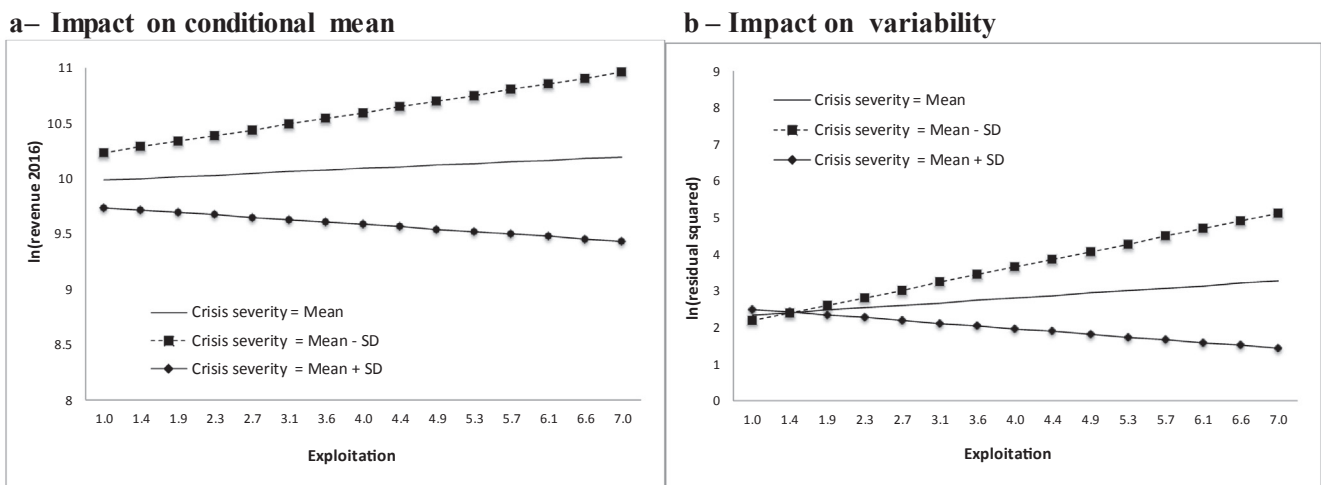 a– Impact on conditional mean
11
10.5
10
9.5
9
8.5
8
ln(revenue 2016)
Crisis severity = Mean
Crisis severity = Mean - SD
Crisis severity = Mean + SD
1.0 1.4 1.9 2.3 2.7 3.1 3.6 4.0 4.4 4.9 5.3 5.7 6.1 6.6 7.0
Exploitation
b – Impact on variability
9
8
7
6
5
4
3
2
1
0
ln(residual squared)
Crisis severity = Mean
Crisis severity = Mean - SD
Crisis severity = Mean + SD
1.0 1.4 1.9 2.3 2.7 3.1 3.6 4.0 4.4 4.9 5.3 5.7 6.1 6.6 7.0
Exploitation